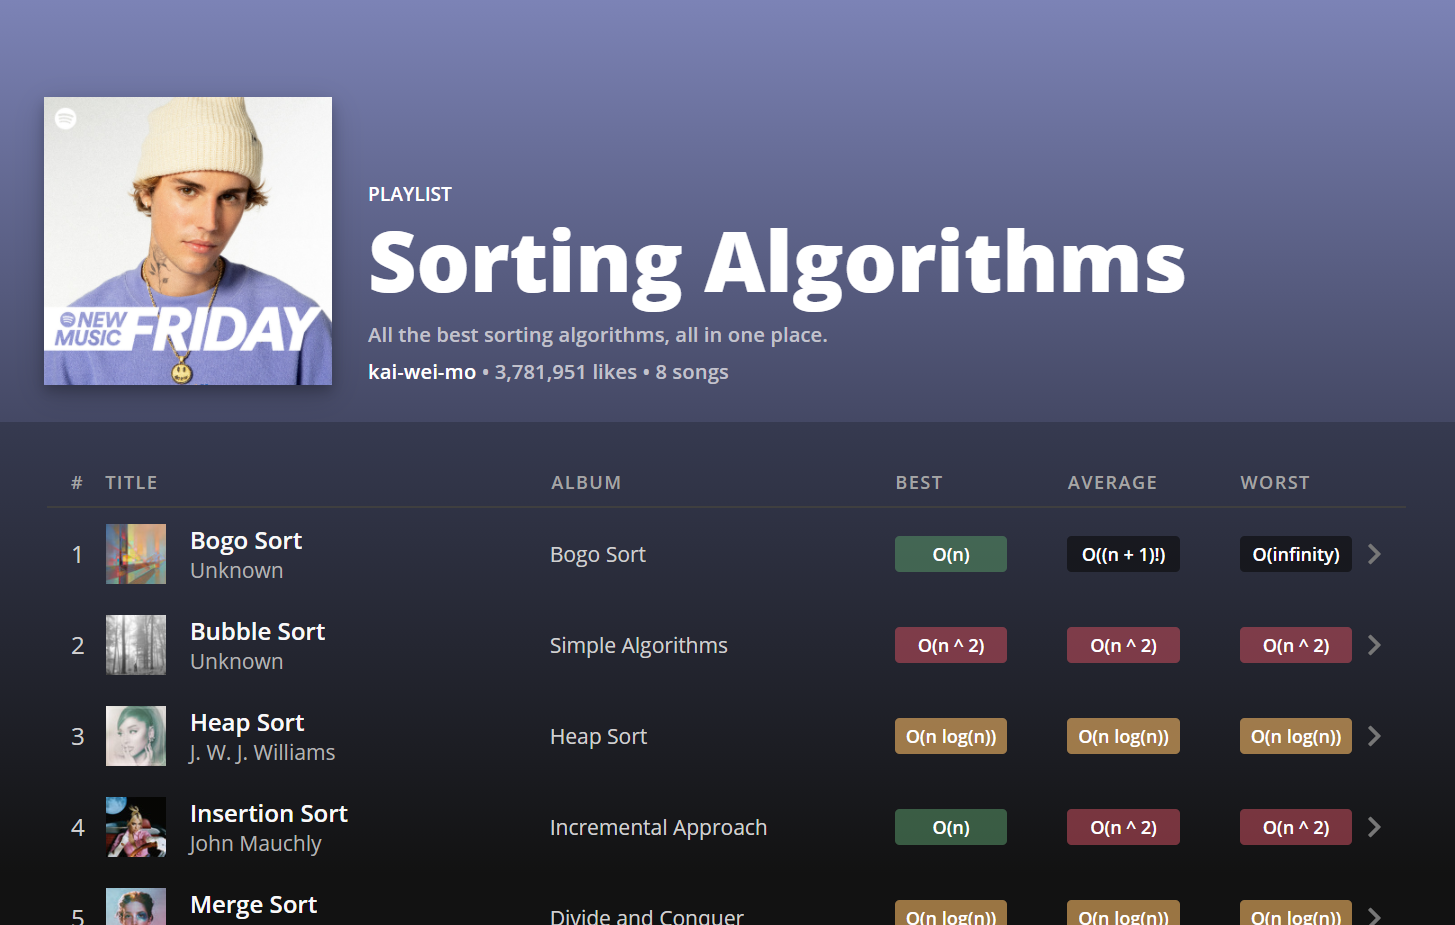 NEW
MUSIC
FRIDAY
PLAYLIST
Sorting Algorithms
All the best sorting algorithms, all in one place.
kai-wei-mo • 3,781,951 likes • 8 songs
# TITLE ALBUM BEST AVERAGE WORST
1 Bogo Sort Bogo Sort O(n) O((n + 1)!) O(infinity)
Unknown
2 Bubble Sort Simple Algorithms O(n ^ 2) O(n ^ 2) O(n ^ 2)
Unknown
3 Heap Sort Heap Sort O(n log(n)) O(n log(n)) O(n log(n))
J. W. J. Williams
4 Insertion Sort Incremental Approach O(n) O(n ^ 2) O(n ^ 2)
John Mauchly
5 Merge Sort Divide and Conquer O(n log(n)) O(n log(n)) O(n log(n))